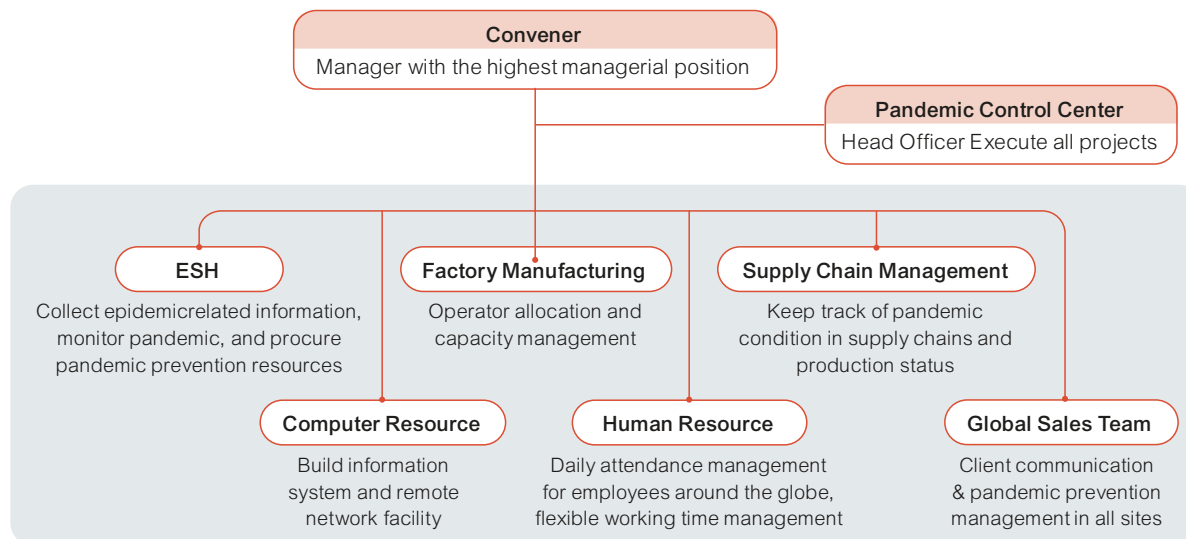 Convener
Manager with the highest managerial position
Pandemic Control Center
Head Officer Execute all projects
ESH
Collect epidemicrelated information,
monitor pandemic, and procure
pandemic prevention resources
Factory Manufacturing
Operator allocation and
capacity management
Supply Chain Management
Keep track of pandemic
condition in supply chains and
production status
Computer Resource
Build information
system and remote
network facility
Human Resource
Daily attendance management
for employees around the globe,
flexible working time management
Global Sales Team
Client communication
& pandemic prevention
management in all sites